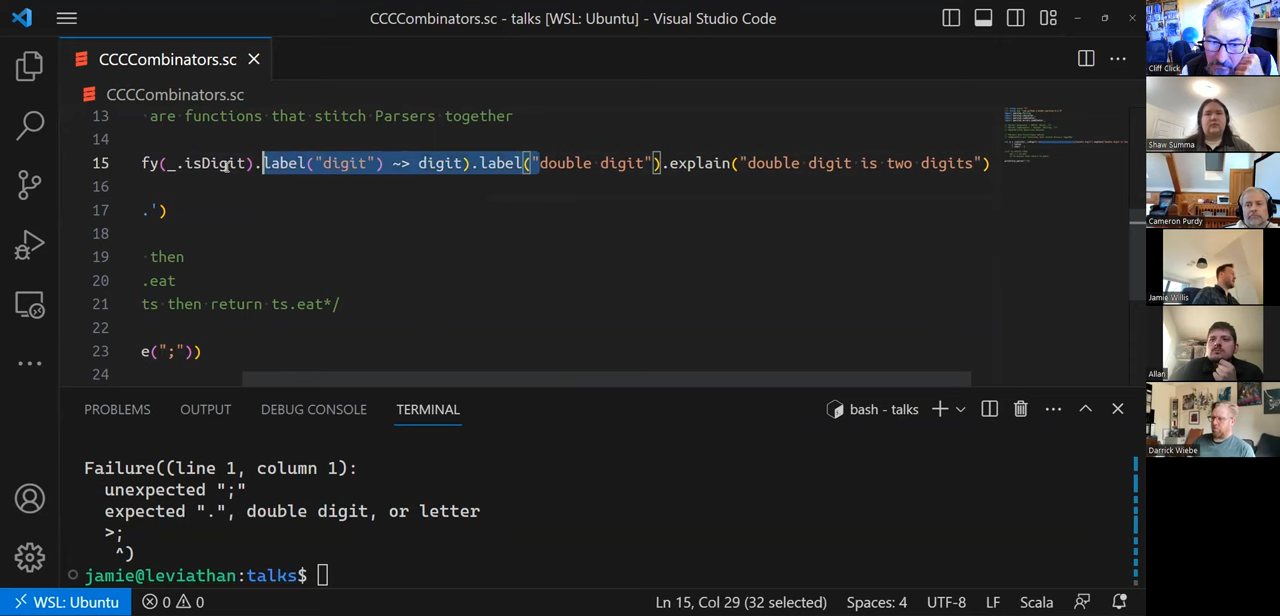 CCCCombinators.sc - talks [WSL: Ubuntu] - Visual Studio Code
CCCCombinators.sc
CCCCombinators.sc
13 are functions that stitch Parsers together
14
15 fy(_.isDigit).label("digit") ~> digit).label("double digit").explain("double digit is two digits")
16
17 .')
18
19 then
20 .eat
21 ts then return ts.eat*/
22
23 e(";"))
24
PROBLEMS OUTPUT DEBUG CONSOLE TERMINAL bash - talks
Failure((line 1, column 1):
unexpected ";"
expected ".", double digit, or letter
>;
^)
jamie@leviathan:talks$
WSL: Ubuntu 0 0 Ln 15, Col 29 (32 selected) Spaces: 4 UTF-8 LF Scala
Cliff Click
Shaw Summa
Cameron Purdy
Jamie Willis
Allan
Darrick Wiebe